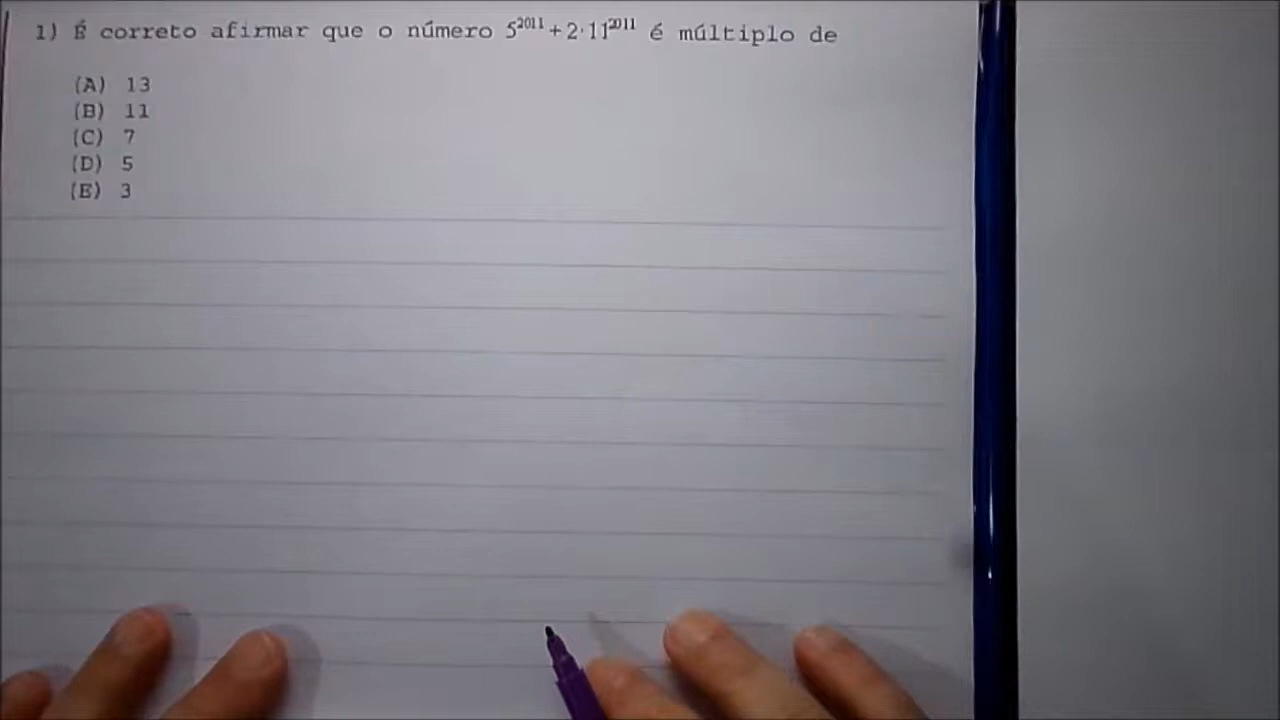 1) É correto afirmar que o número 5²⁰¹¹+2·11²⁰¹¹ é múltiplo de
(A) 13
(B) 11
(C) 7
(D) 5
(E) 3